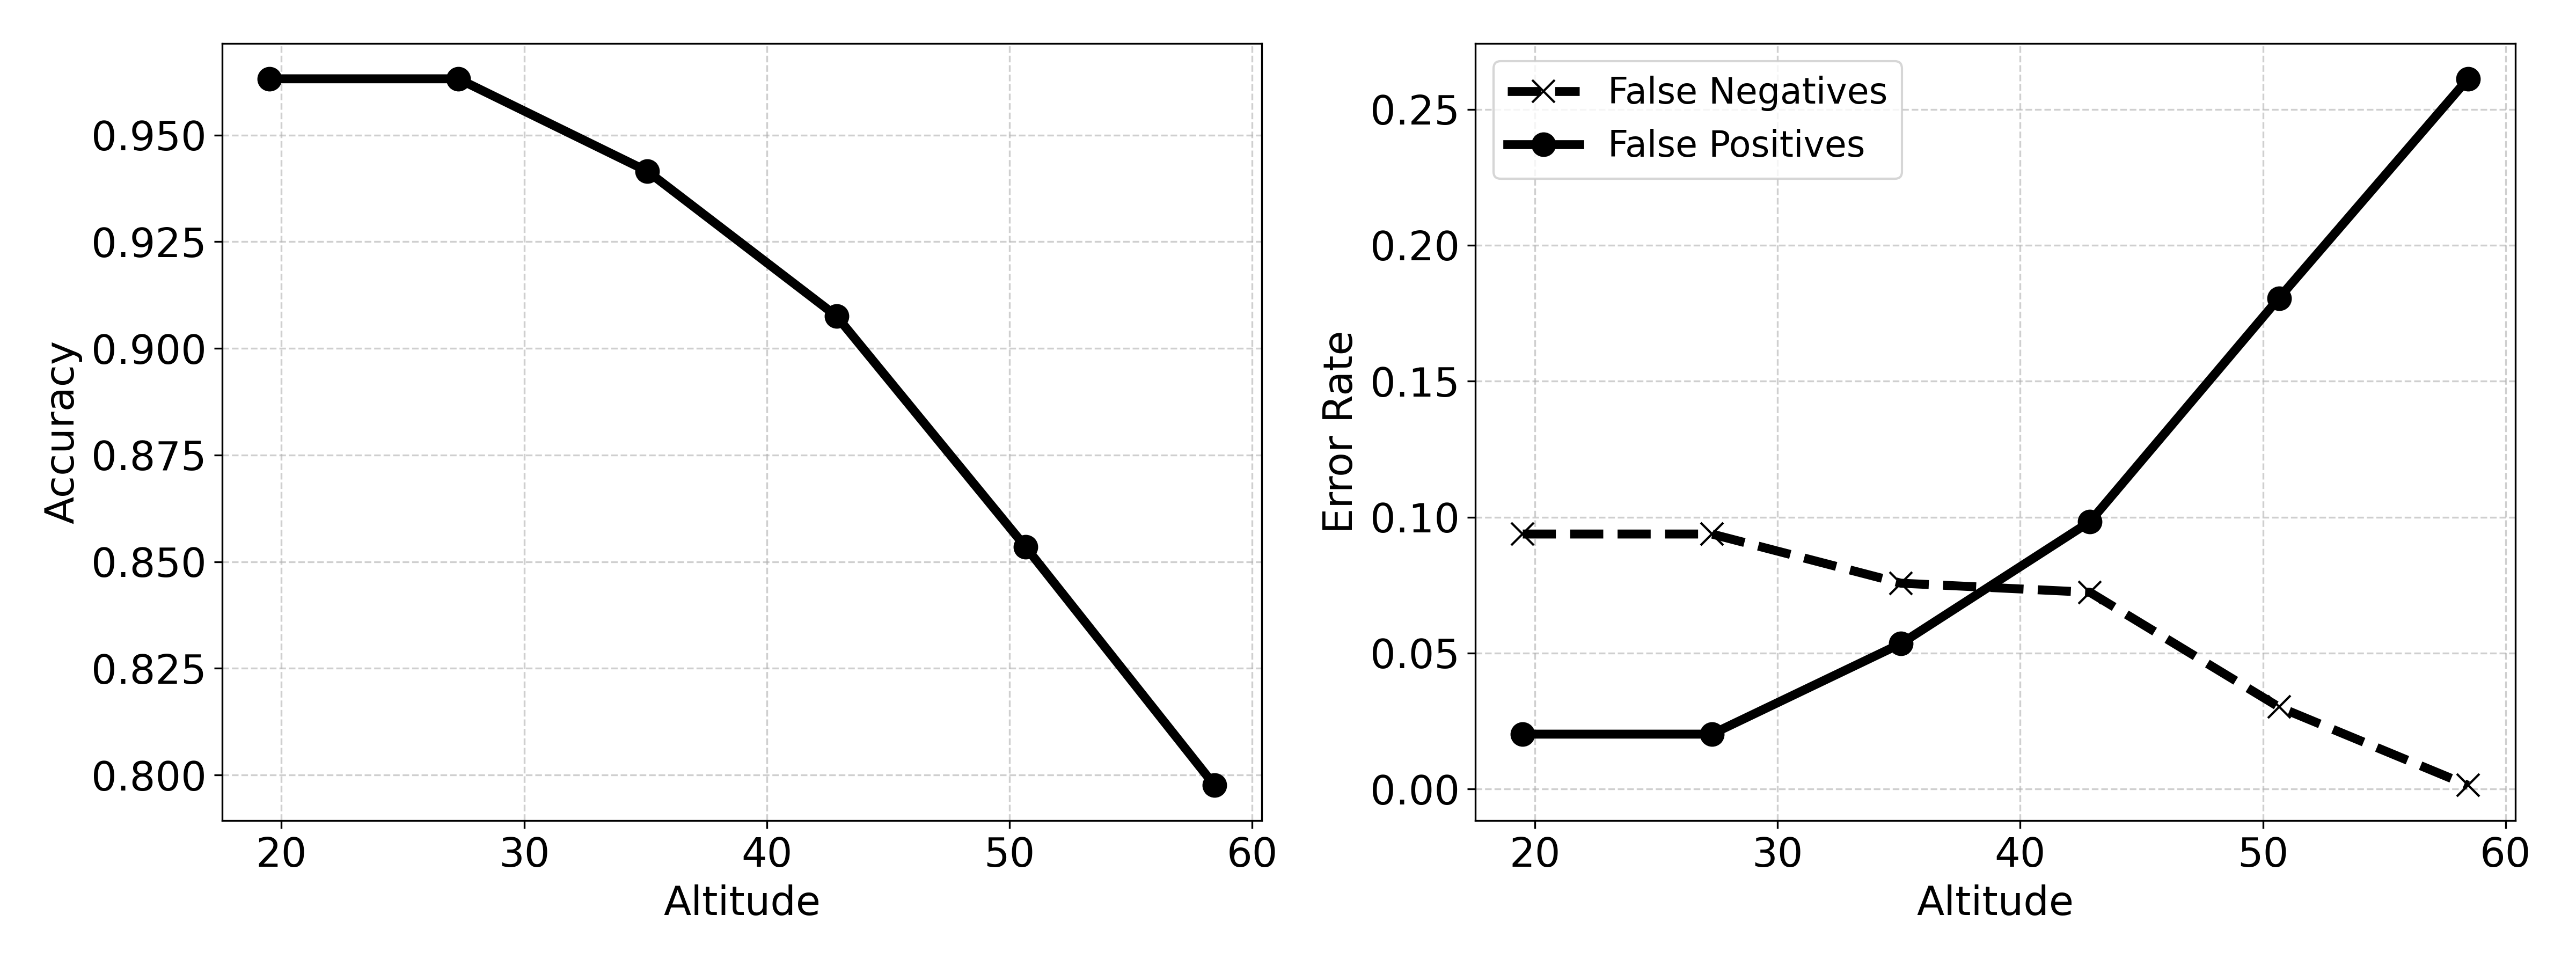 Accuracy
0.950
0.925
0.900
0.875
0.850
0.825
0.800
20 30 40 50 60
Altitude
Error Rate
0.25
0.20
0.15
0.10
0.05
0.00
False Negatives
False Positives
20 30 40 50 60
Altitude